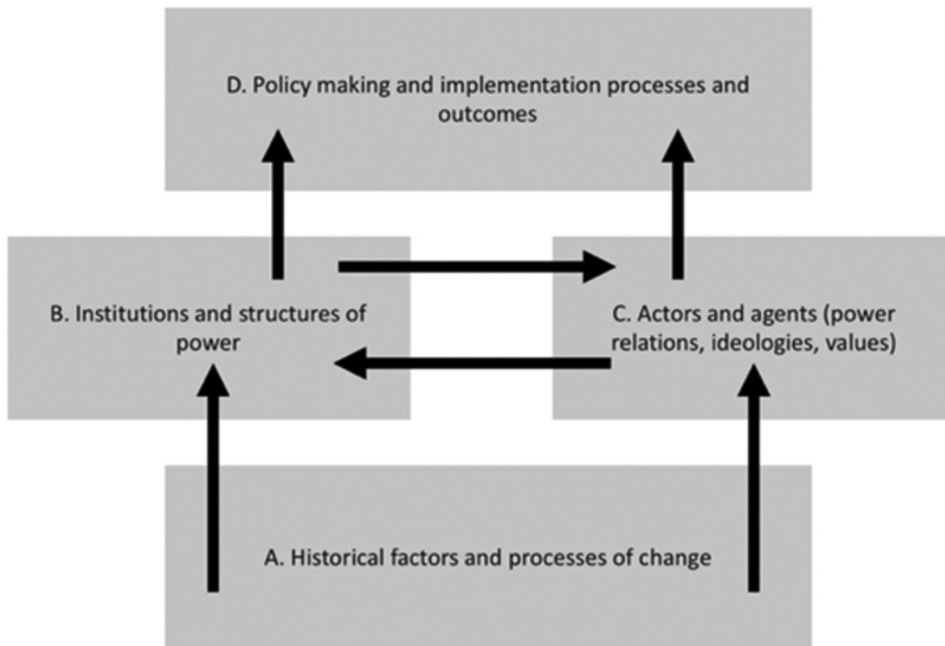 D. Policy making and implementation processes and
outcomes
B. Institutions and structures of
power
C. Actors and agents (power
relations, ideologies, values)
A. Historical factors and processes of change